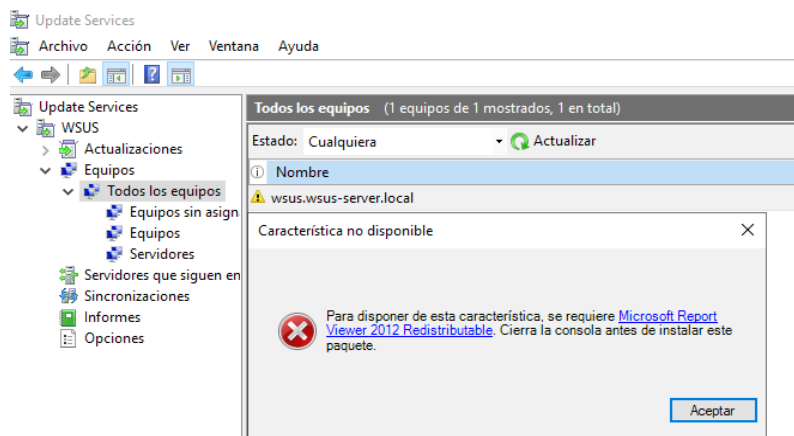 Update Services
Archivo Acción Ver Ventana Ayuda
Update Services
WSUS
Actualizaciones
Equipos
Todos los equipos
Equipos sin asign
Equipos
Servidores
Servidores que siguen en
Sincronizaciones
Informes
Opciones
Todos los equipos (1 equipos de 1 mostrados, 1 en total)
Estado: Cualquiera Actualizar
Nombre
wsus.wsus-server.local
Característica no disponible
Para disponer de esta característica, se requiere Microsoft Report
Viewer 2012 Redistributable. Cierra la consola antes de instalar este
paquete.
Aceptar